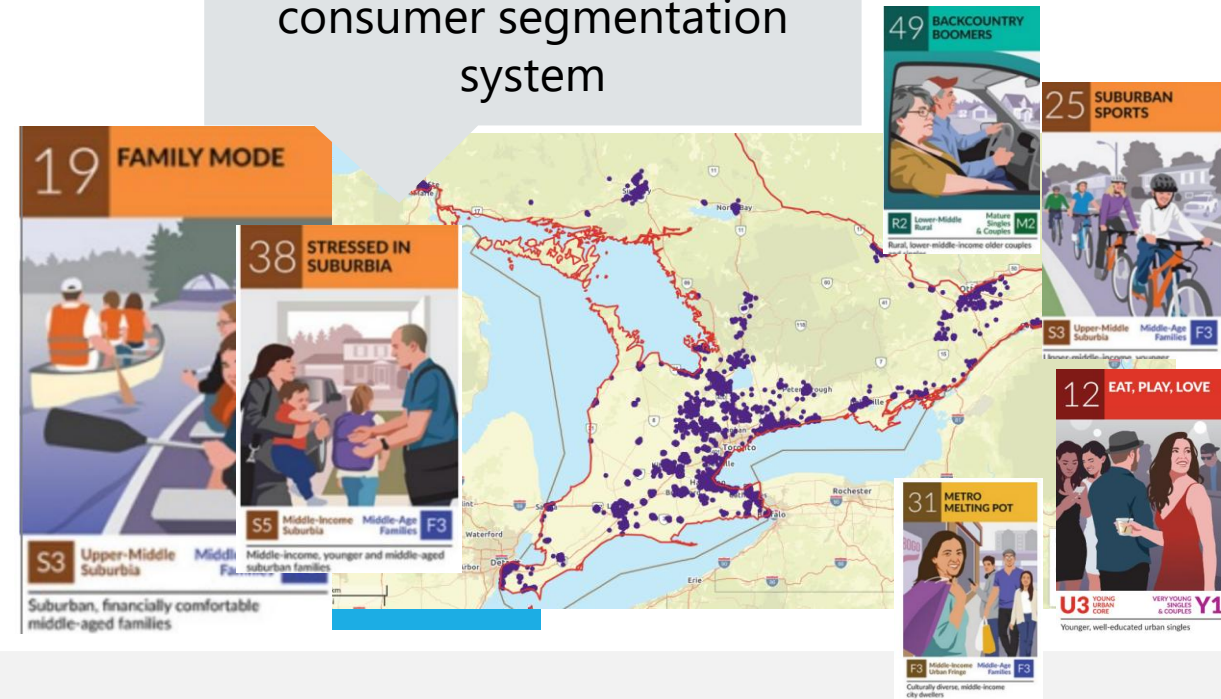 consumer segmentation
system
19 FAMILY MODE
S3 Upper-Middle
Suburbia
Suburban, financially comfortable
middle-aged families
38 STRESSED IN
SUBURBIA
S5 Middle-Income
Suburbia
Middle-Age
Families F3
Middle-income, younger and middle-aged
suburban families
49 BACKCOUNTRY
BOOMERS
R2 Lower-Middle
Rural
Mature
Singles
& Couples M2
Rural, lower-middle-income older couples
25 SUBURBAN
SPORTS
S3 Upper-Middle
Suburbia
Middle-Age
Families F3
12 EAT, PLAY, LOVE
U3 YOUNG
URBAN
CORE
VERY YOUNG
SINGLES
& COUPLES Y1
Younger, well-educated urban singles
31 METRO
MELTING POT
F3 Middle-Income
Urban Fringe
Middle-Age
Families F3
Culturally diverse, middle-income
city dwellers
North Bay
Toronto
Rochester
Waterford
Erie